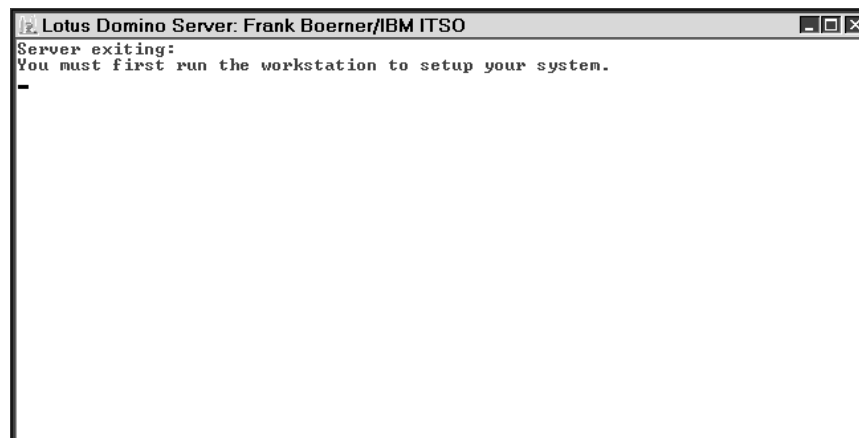 Lotus Domino Server: Frank Boerner/IBM ITSO
Server exiting:
You must first run the workstation to setup your system.